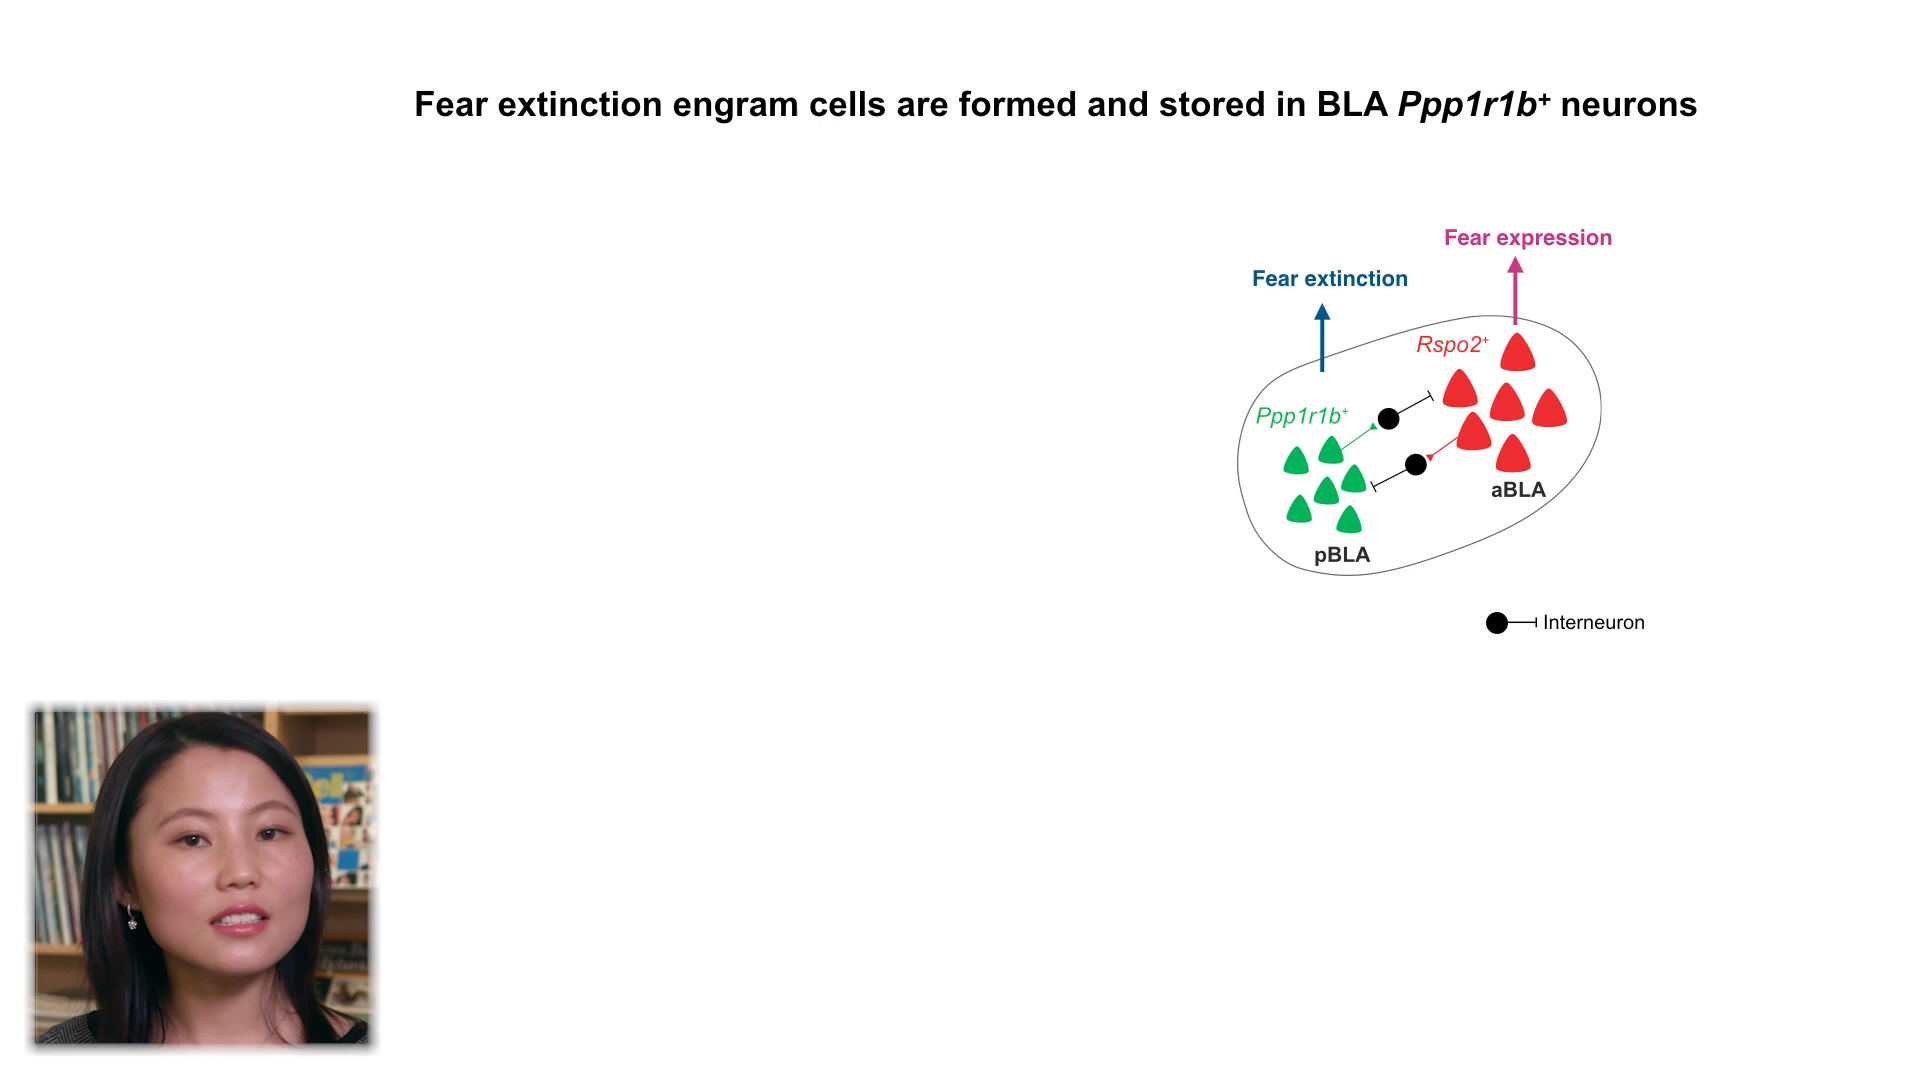 Fear extinction engram cells are formed and stored in BLA Ppp1r1b⁺ neurons
Fear expression
Fear extinction
Rspo2⁺
Ppp1r1b⁺
aBLA
pBLA
Interneuron